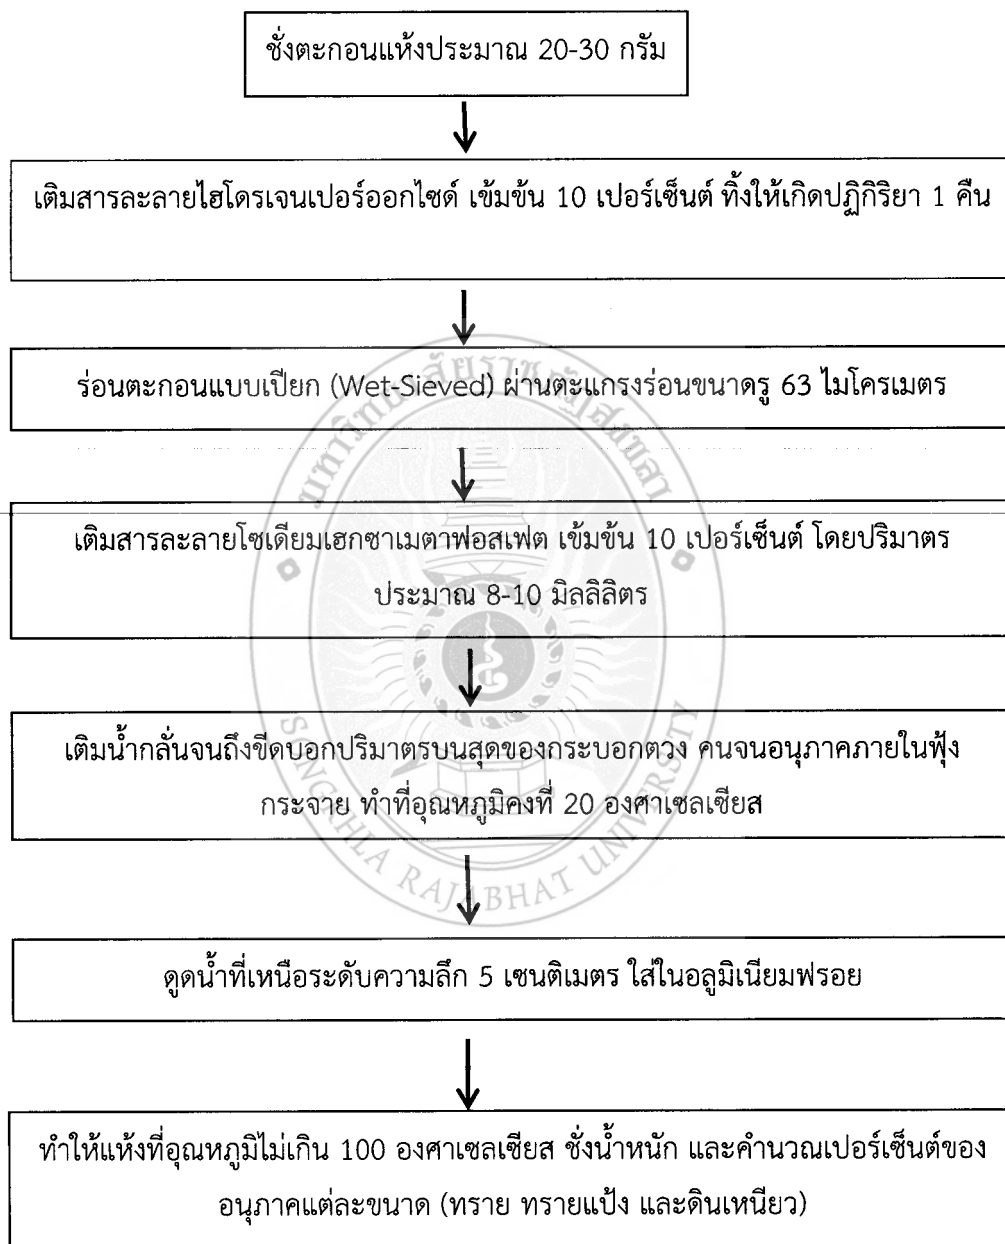 ชั่งตะกอนแห้งประมาณ 20-30 กรัม
เติมสารละลายไฮโดรเจนเปอร์ออกไซด์ เข้มข้น 10 เปอร์เซ็นต์ ทิ้งให้เกิดปฏิกิริยา 1 คืน
ร่อนตะกอนแบบเปียก (Wet-Sieved) ผ่านตะแกรงร่อนขนาดรู 63 ไมโครเมตร
เติมสารละลายโซเดียมเฮกซาเมตาฟอสเฟต เข้มข้น 10 เปอร์เซ็นต์ โดยปริมาตร
ประมาณ 8-10 มิลลิลิตร
เติมน้ำกลั่นจนถึงขีดบอกปริมาตรบนสุดของกระบอกตวง คนจนอนุภาคภายในฟุ้ง
กระจาย ทำที่อุณหภูมิคงที่ 20 องศาเซลเซียส
ดูดน้ำที่เหนือระดับความลึก 5 เซนติเมตร ใส่ในอลูมิเนียมฟรอย
ทำให้แห้งที่อุณหภูมิไม่เกิน 100 องศาเซลเซียส ชั่งน้ำหนัก และคำนวณเปอร์เซ็นต์ของ
อนุภาคแต่ละขนาด (ทราย ทรายแป้ง และดินเหนียว)
SONGKHLA RAJABHAT UNIVERSITY